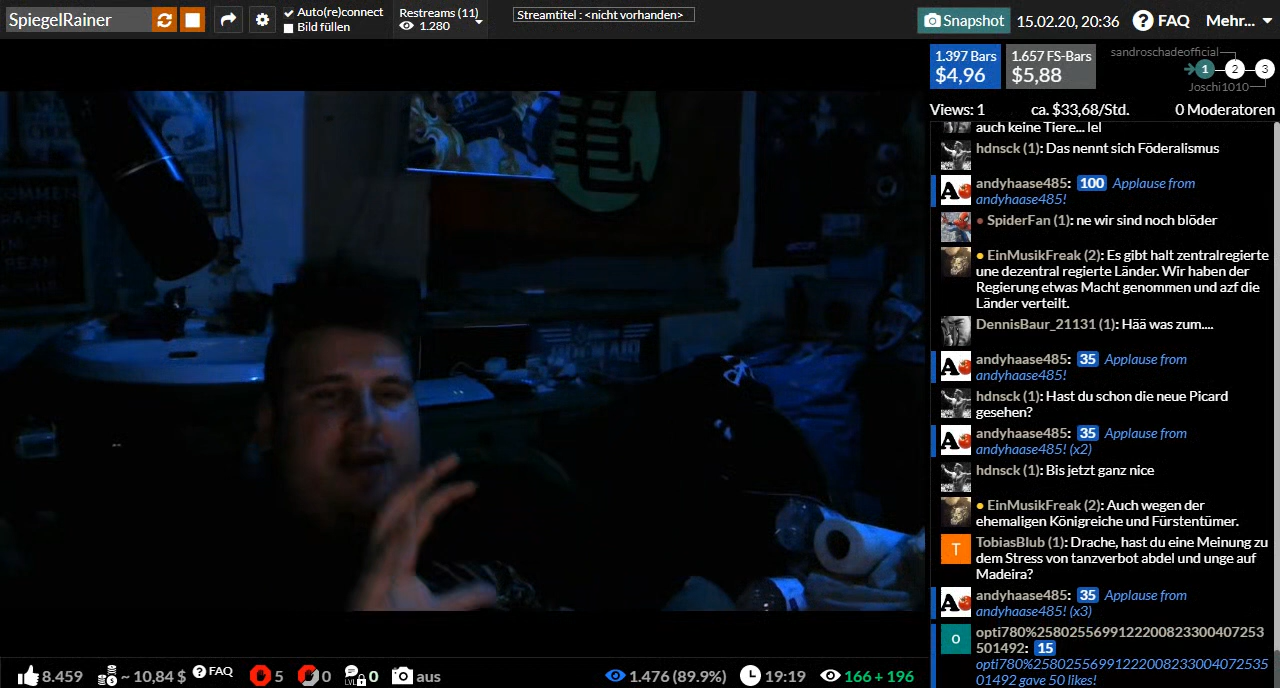 SpiegelRainer
Auto(re)connect
Bild füllen
Restreams (11)
1.280
Streamtitel : <nicht vorhanden>
Snapshot
15.02.20, 20:36
FAQ
Mehr...
1.397 Bars
$4,96
1.657 FS-Bars
$5,88
sandroschadeofficial
1 2 3
Joschi1010
Views: 1
ca. $33,68/Std.
0 Moderatoren
auch keine Tiere... lel
hdnsck (1): Das nennt sich Föderalismus
andyhaase485: 100 Applause from
andyhaase485!
SpiderFan (1): ne wir sind noch blöder
EinMusikFreak (2): Es gibt halt zentralregierte
une dezentral regierte Länder. Wir haben der
Regierung etwas Macht genommen und azf die
Länder verteilt.
DennisBaur_21131 (1): Hää was zum....
andyhaase485: 35 Applause from
andyhaase485!
hdnsck (1): Hast du schon die neue Picard
gesehen?
andyhaase485: 35 Applause from
andyhaase485! (x2)
hdnsck (1): Bis jetzt ganz nice
EinMusikFreak (2): Auch wegen der
ehemaligen Königreiche und Fürstentümer.
T
TobiasBlub (1): Drache, hast du eine Meinung zu
dem Stress von tanzverbot abdel und unge auf
Madeira?
andyhaase485: 35 Applause from
andyhaase485! (x3)
o
opti780%2580255699122200823300407253
501492: 15
opti780%25802556991222008233004072535
01492 gave 50 likes!
8.459
~ 10,84 $
FAQ
5
0
LVL
0
aus
1.476 (89.9%)
19:19
166 + 196